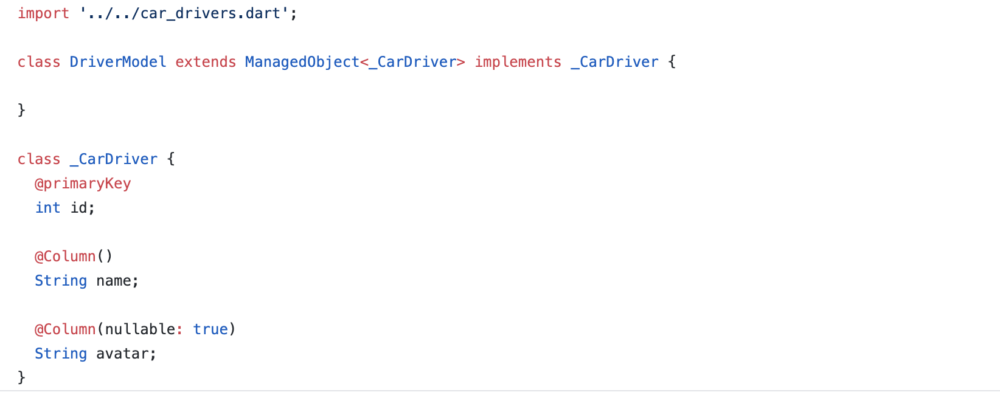 import '../../car_drivers.dart';
class DriverModel extends ManagedObject<_CarDriver> implements _CarDriver {
}
class _CarDriver {
@primaryKey
int id;
@Column()
String name;
@Column(nullable: true)
String avatar;
}